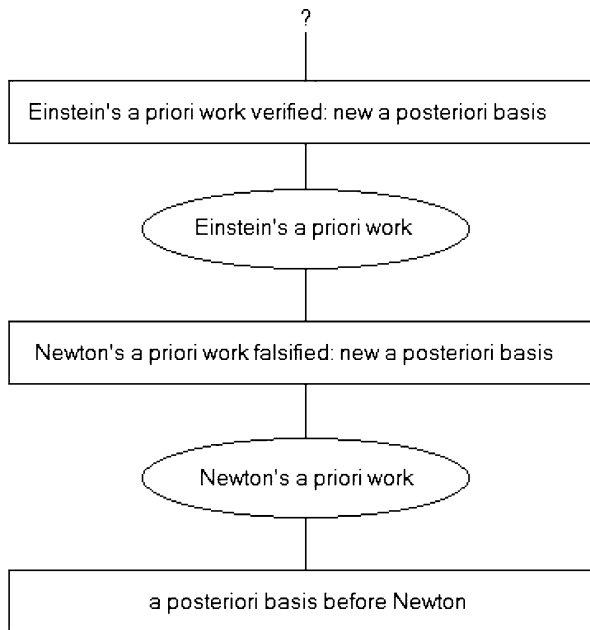 ?
Einstein's a priori work verified: new a posteriori basis
Einstein's a priori work
Newton's a priori work falsified: new a posteriori basis
Newton's a priori work
a posteriori basis before Newton